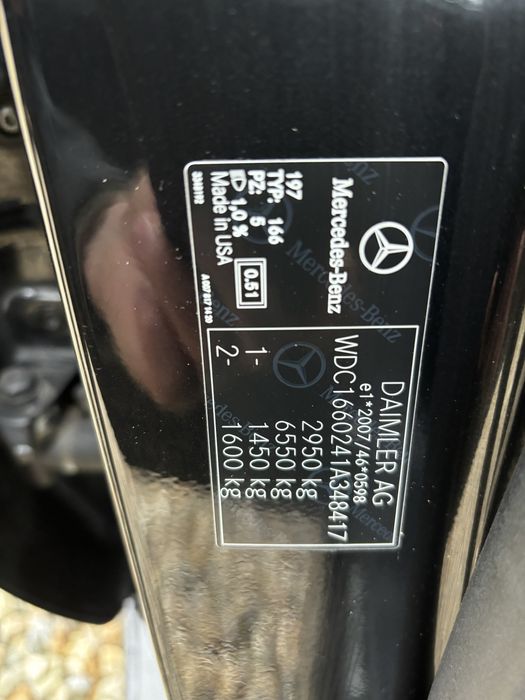 Mercedes-Benz
197
TYP: 166
PZ: 5
1,0 %
Made in USA
0.51
DAIMLER AG
e1*2007/46*0598
WDC1660241A348417
2950 kg
6550 kg
1- 1450 kg
2- 1600 kg